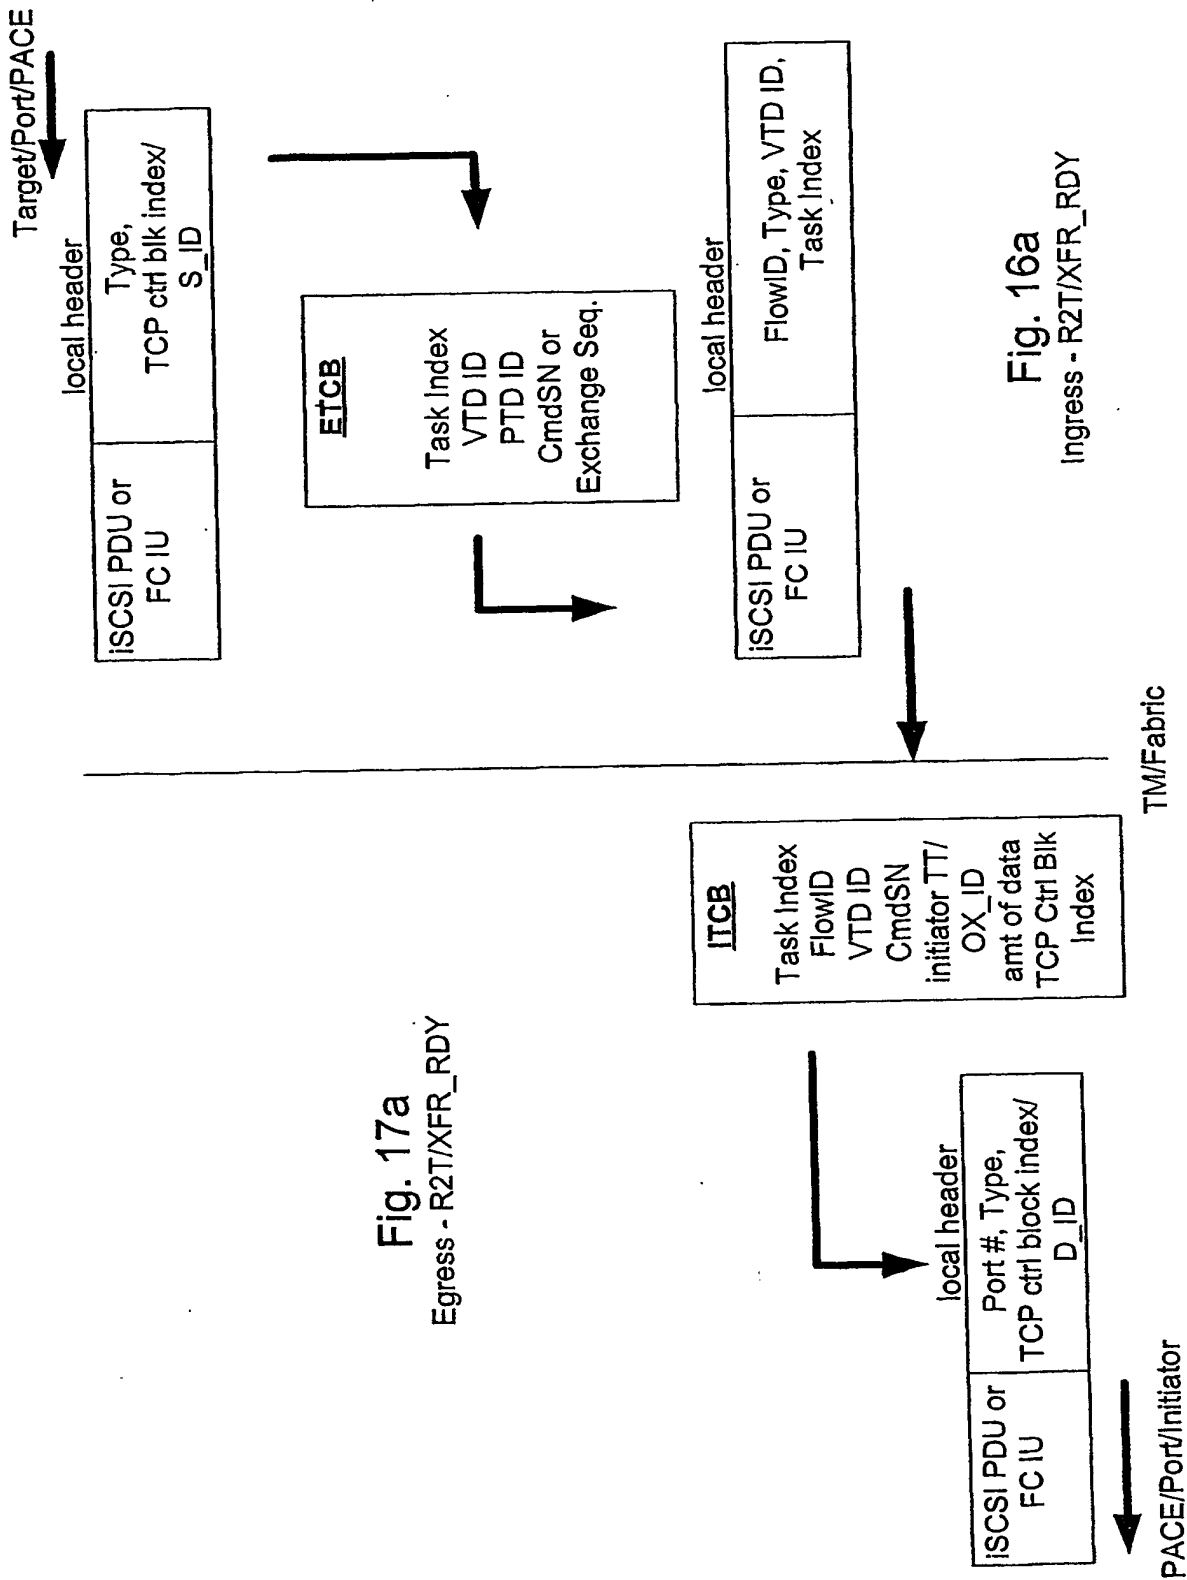 Target/Port/PACE
local header
iSCSI PDU or
FC IU
Type,
TCP ctrl blk index/
S_ID
ETCB
Task Index
VTD ID
PTD ID
CmdSN or
Exchange Seq.
local header
iSCSI PDU or
FC IU
FlowID, Type, VTD ID,
Task Index
Fig. 16a
Ingress - R2T/XFR_RDY
TM/Fabric
ITCB
Task Index
FlowID
VTD ID
CmdSN
initiator TT/
OX_ID
amt of data
TCP Ctrl Blk
Index
Fig. 17a
Egress - R2T/XFR_RDY
local header
iSCSI PDU or
FC IU
Port #, Type,
TCP ctrl block index/
D_ID
PACE/Port/Initiator